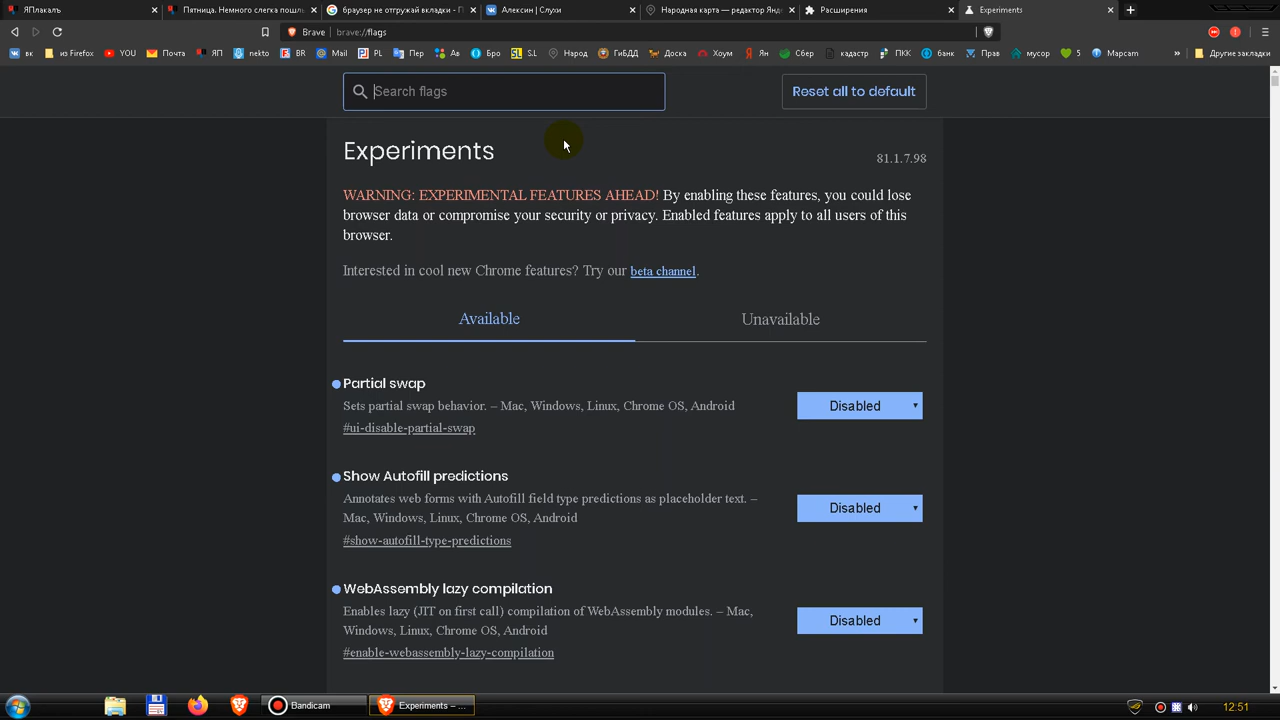 ЯПлакалъ
Пятница. Немного слегка пошлы
браузер не отгружай вкладки - П
Алексин | Слухи
Народная карта — редактор Янде
Расширения
Experiments
Brave
brave://flags
вк
из Firefox
YOU
Почта
ЯП
nekto
BR
Mail
PL
Пер
Ав
Бро
S.L
Народ
ГиБДД
Доска
Хоум
Ян
Сбер
кадастр
ПКК
банк
Прав
мусор
5
Марсам
»
Другие закладки
Search flags
Reset all to default
Experiments
81.1.7.98
WARNING: EXPERIMENTAL FEATURES AHEAD! By enabling these features, you could lose
browser data or compromise your security or privacy. Enabled features apply to all users of this
browser.
Interested in cool new Chrome features? Try our beta channel.
Available
Unavailable
Partial swap
Sets partial swap behavior. – Mac, Windows, Linux, Chrome OS, Android
#ui-disable-partial-swap
Disabled
Show Autofill predictions
Annotates web forms with Autofill field type predictions as placeholder text. –
Mac, Windows, Linux, Chrome OS, Android
#show-autofill-type-predictions
Disabled
WebAssembly lazy compilation
Enables lazy (JIT on first call) compilation of WebAssembly modules. – Mac,
Windows, Linux, Chrome OS, Android
#enable-webassembly-lazy-compilation
Disabled
Bandicam
Experiments – ...
12:51